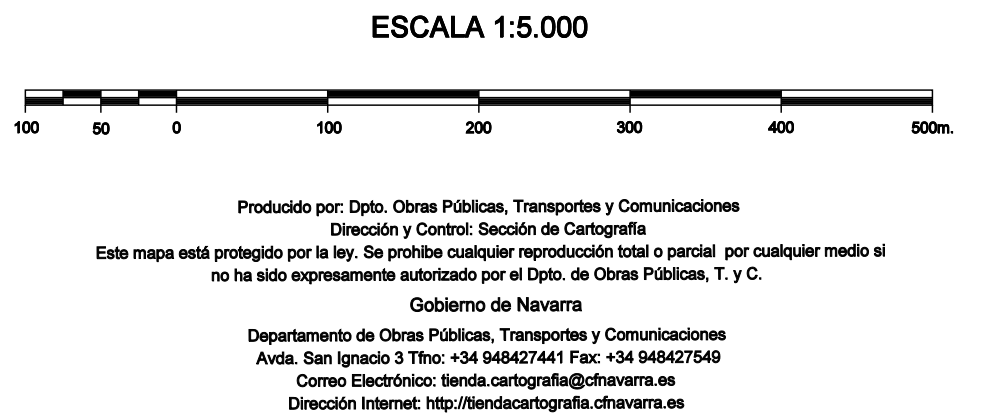 ESCALA 1:5.000
100 50 0 100 200 300 400 500m.
Producido por: Dpto. Obras Públicas, Transportes y Comunicaciones
Dirección y Control: Sección de Cartografía
Este mapa está protegido por la ley. Se prohibe cualquier reproducción total o parcial por cualquier medio si
no ha sido expresamente autorizado por el Dpto. de Obras Públicas, T. y C.
Gobierno de Navarra
Departamento de Obras Públicas, Transportes y Comunicaciones
Avda. San Ignacio 3 Tfno: +34 948427441 Fax: +34 948427549
Correo Electrónico: tienda.cartografia@cfnavarra.es
Dirección Internet: http://tiendacartografia.cfnavarra.es